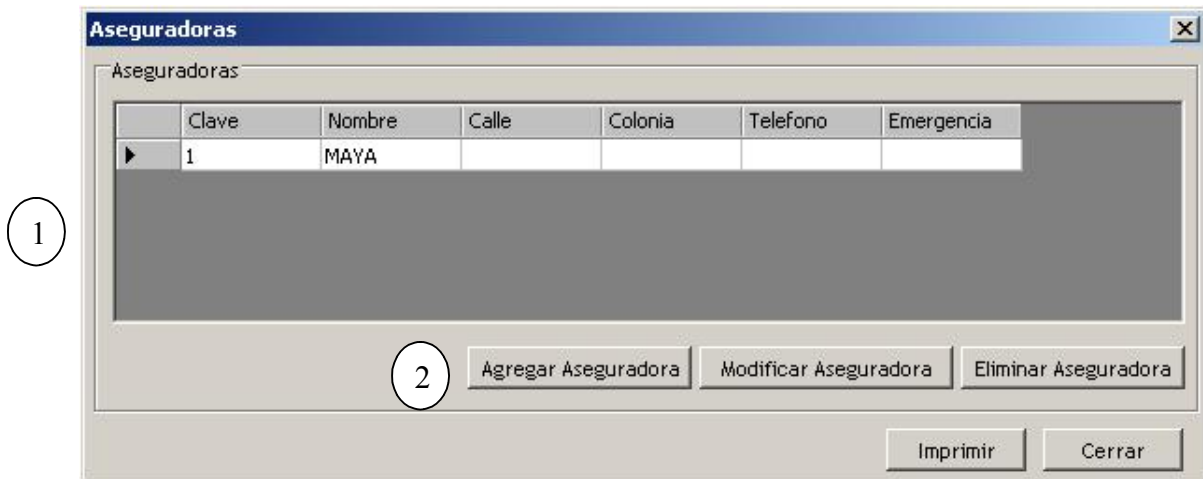 Aseguradoras
Aseguradoras
Clave Nombre Calle Colonia Telefono Emergencia
1 MAYA
1
2 Agregar Aseguradora Modificar Aseguradora Eliminar Aseguradora
Imprimir Cerrar